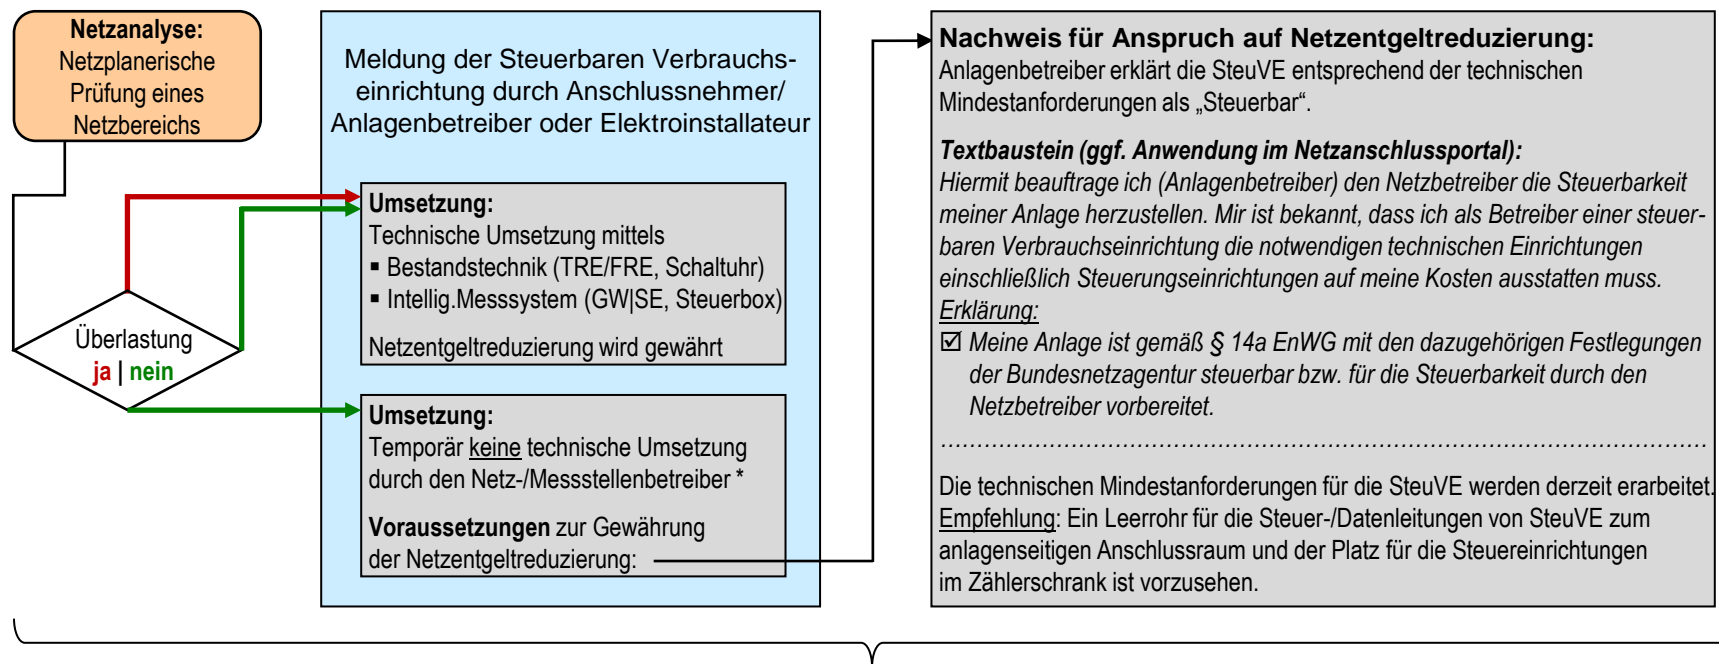 Netzanalyse:
Netzplanerische
Prüfung eines
Netzbereichs
Überlastung
ja | nein
Meldung der Steuerbaren Verbrauchs-
einrichtung durch Anschlussnehmer/
Anlagenbetreiber oder Elektroinstallateur
Umsetzung:
Technische Umsetzung mittels
▪ Bestandstechnik (TRE/FRE, Schaltuhr)
▪ Intellig.Messsystem (GW|SE, Steuerbox)
Netzentgeltreduzierung wird gewährt
Umsetzung:
Temporär keine technische Umsetzung
durch den Netz-/Messstellenbetreiber *
Voraussetzungen zur Gewährung
der Netzentgeltreduzierung:
Nachweis für Anspruch auf Netzentgeltreduzierung:
Anlagenbetreiber erklärt die SteuVE entsprechend der technischen
Mindestanforderungen als „Steuerbar“.
Textbaustein (ggf. Anwendung im Netzanschlussportal):
Hiermit beauftrage ich (Anlagenbetreiber) den Netzbetreiber die Steuerbarkeit
meiner Anlage herzustellen. Mir ist bekannt, dass ich als Betreiber einer steuer-
baren Verbrauchseinrichtung die notwendigen technischen Einrichtungen
einschließlich Steuerungseinrichtungen auf meine Kosten ausstatten muss.
Erklärung:
☑ Meine Anlage ist gemäß § 14a EnWG mit den dazugehörigen Festlegungen
der Bundesnetzagentur steuerbar bzw. für die Steuerbarkeit durch den
Netzbetreiber vorbereitet.
…………………………………………………………………………………………
Die technischen Mindestanforderungen für die SteuVE werden derzeit erarbeitet.
Empfehlung: Ein Leerrohr für die Steuer-/Datenleitungen von SteuVE zum
anlagenseitigen Anschlussraum und der Platz für die Steuereinrichtungen
im Zählerschrank ist vorzusehen.